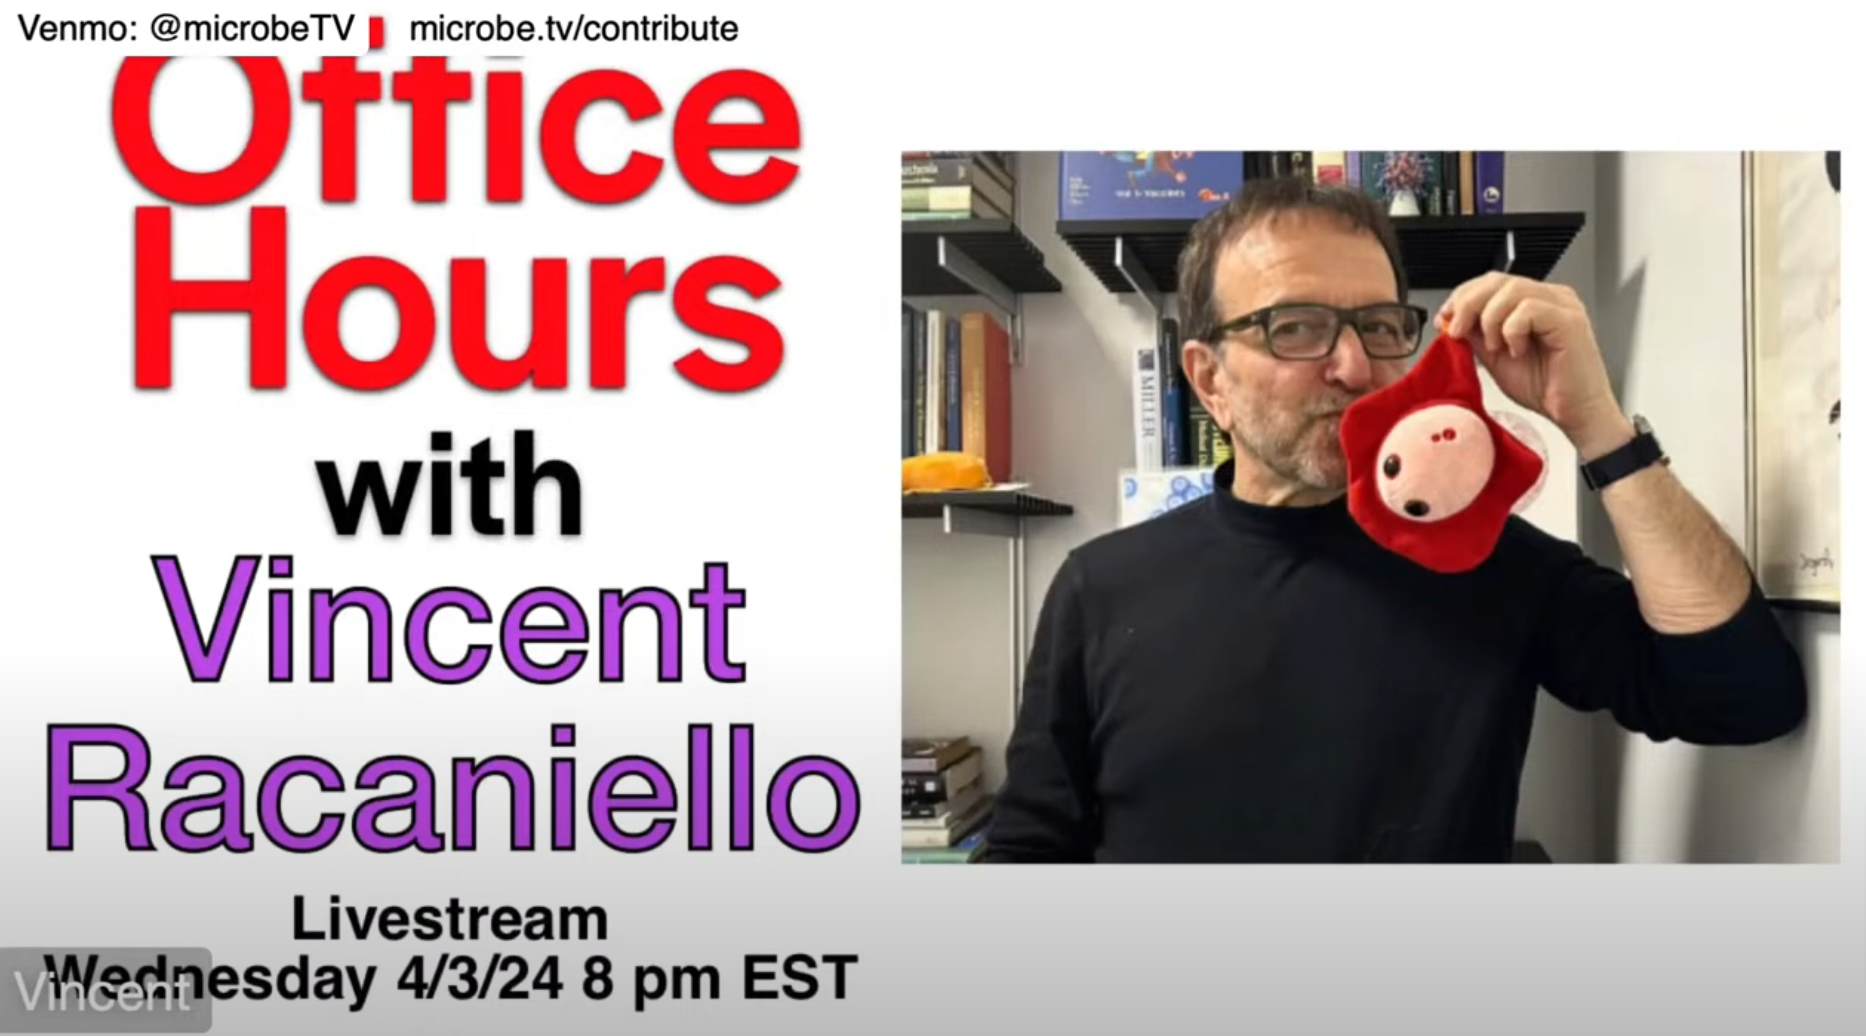 Venmo: @microbeTV microbe.tv/contribute
Office
Hours
with
Vincent
Racaniello
Livestream
Wednesday 4/3/24 8 pm EST
Vincent
MILLER